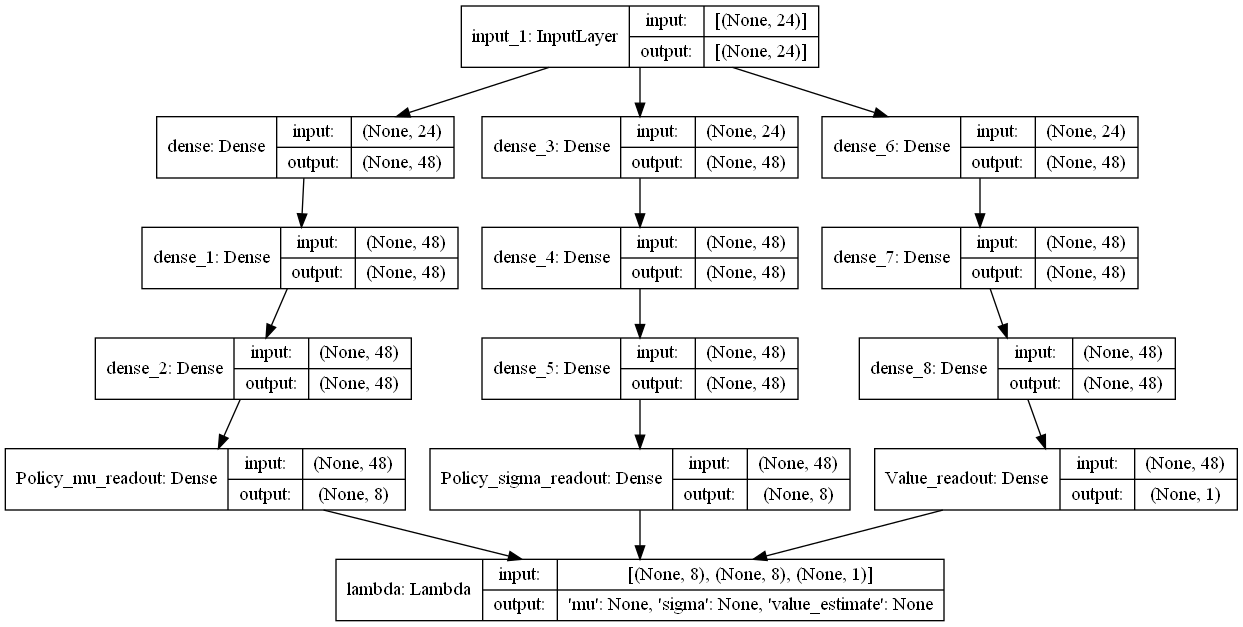 input_1: InputLayer
input: [(None, 24)]
output: [(None, 24)]
dense: Dense
input: (None, 24)
output: (None, 48)
dense_3: Dense
input: (None, 24)
output: (None, 48)
dense_6: Dense
input: (None, 24)
output: (None, 48)
dense_1: Dense
input: (None, 48)
output: (None, 48)
dense_4: Dense
input: (None, 48)
output: (None, 48)
dense_7: Dense
input: (None, 48)
output: (None, 48)
dense_2: Dense
input: (None, 48)
output: (None, 48)
dense_5: Dense
input: (None, 48)
output: (None, 48)
dense_8: Dense
input: (None, 48)
output: (None, 48)
Policy_mu_readout: Dense
input: (None, 48)
output: (None, 8)
Policy_sigma_readout: Dense
input: (None, 48)
output: (None, 8)
Value_readout: Dense
input: (None, 48)
output: (None, 1)
lambda: Lambda
input: [(None, 8), (None, 8), (None, 1)]
output: 'mu': None, 'sigma': None, 'value_estimate': None